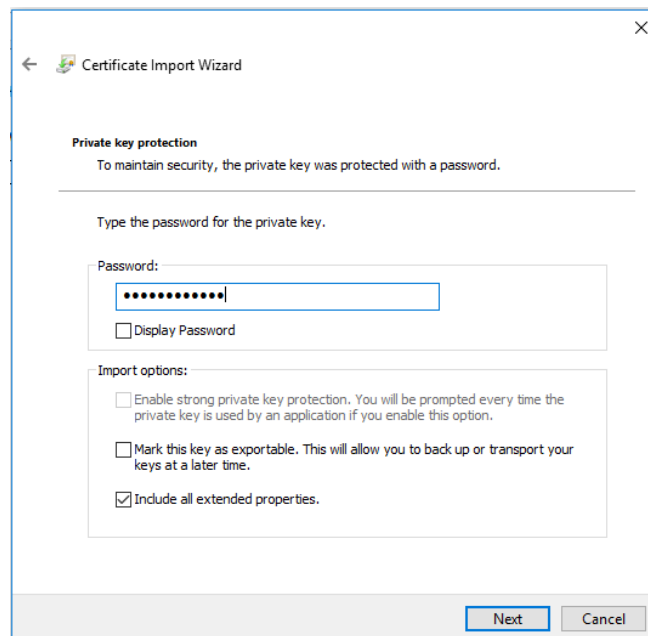 Certificate Import Wizard
Private key protection
To maintain security, the private key was protected with a password.
Type the password for the private key.
Password:
••••••••••••
Display Password
Import options:
Enable strong private key protection. You will be prompted every time the
private key is used by an application if you enable this option.
Mark this key as exportable. This will allow you to back up or transport your
keys at a later time.
Include all extended properties.
Next Cancel